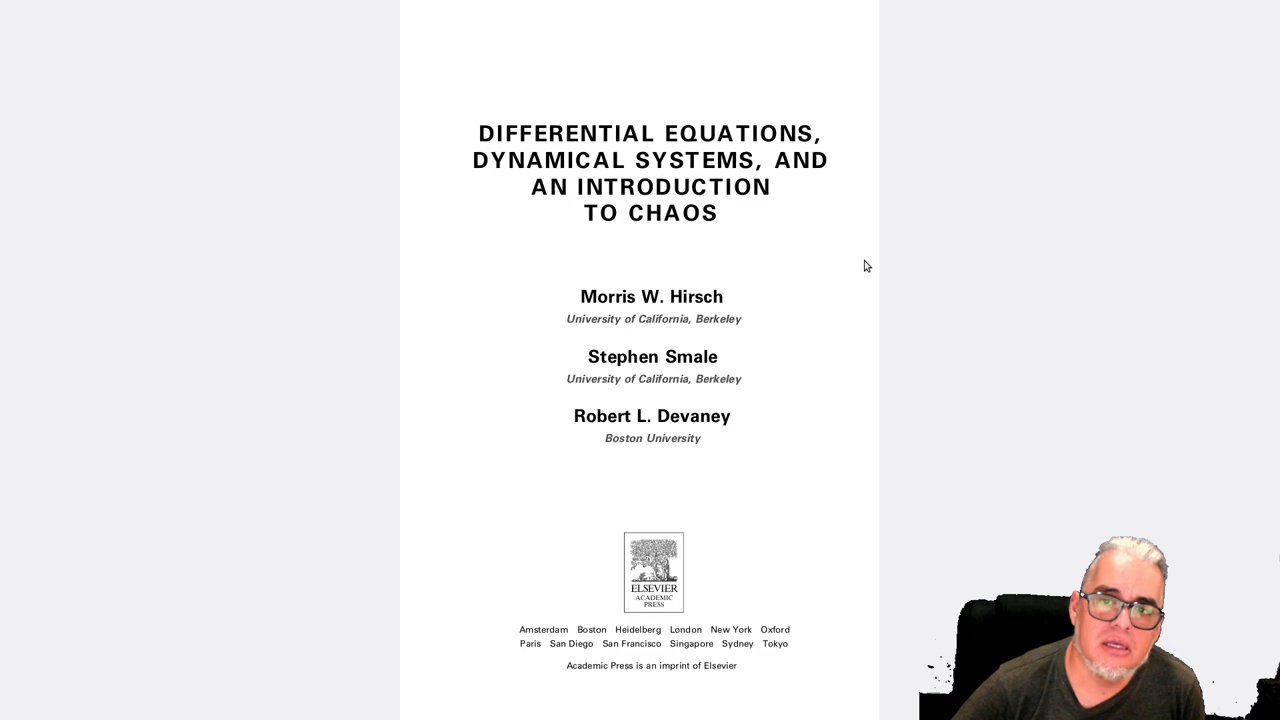 DIFFERENTIAL EQUATIONS,
DYNAMICAL SYSTEMS, AND
AN INTRODUCTION
TO CHAOS
Morris W. Hirsch
University of California, Berkeley
Stephen Smale
University of California, Berkeley
Robert L. Devaney
Boston University
ELSEVIER
ACADEMIC
PRESS
Amsterdam Boston Heidelberg London New York Oxford
Paris San Diego San Francisco Singapore Sydney Tokyo
Academic Press is an imprint of Elsevier